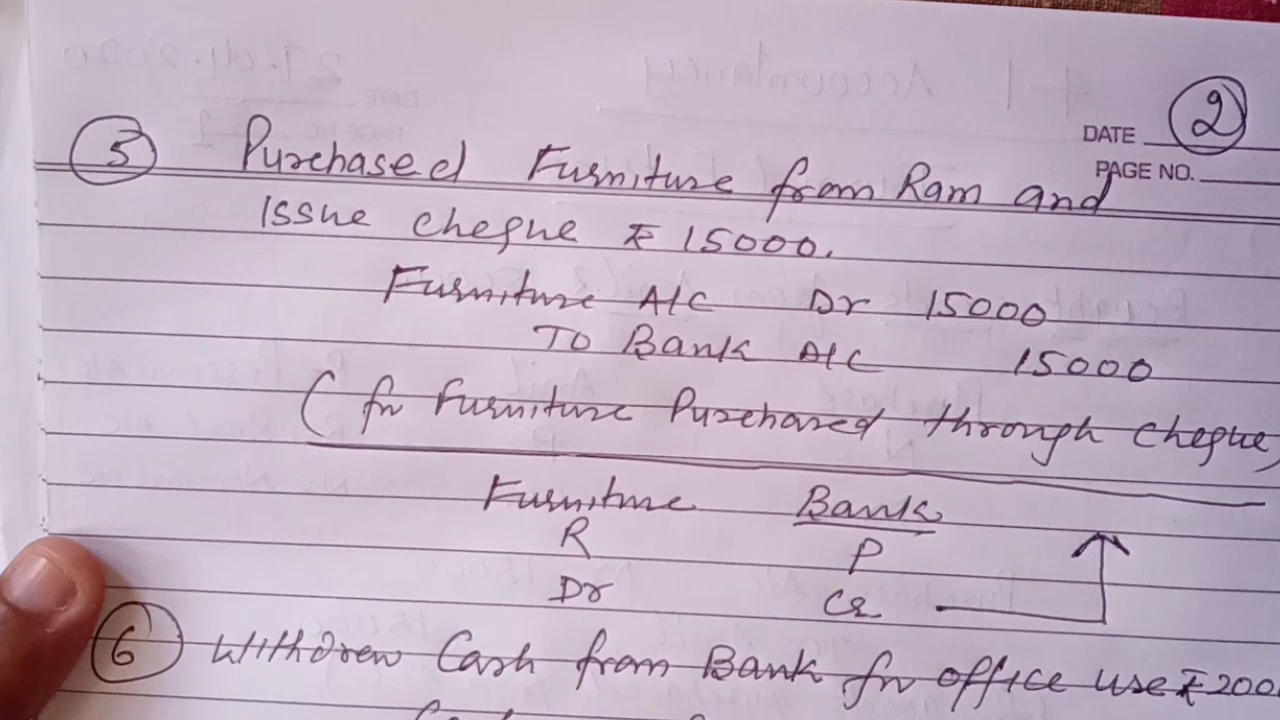 DATE 2
PAGE NO.
5 Purchased Furniture from Ram and
Issue cheque ₹ 15000.
Furniture A/C Dr 15000
To Bank A/C 15000
( for Furniture Purchased through cheque)
Furniture Bank
R P
Dr Cr
6 Withdrew Cash from Bank for office use ₹ 200